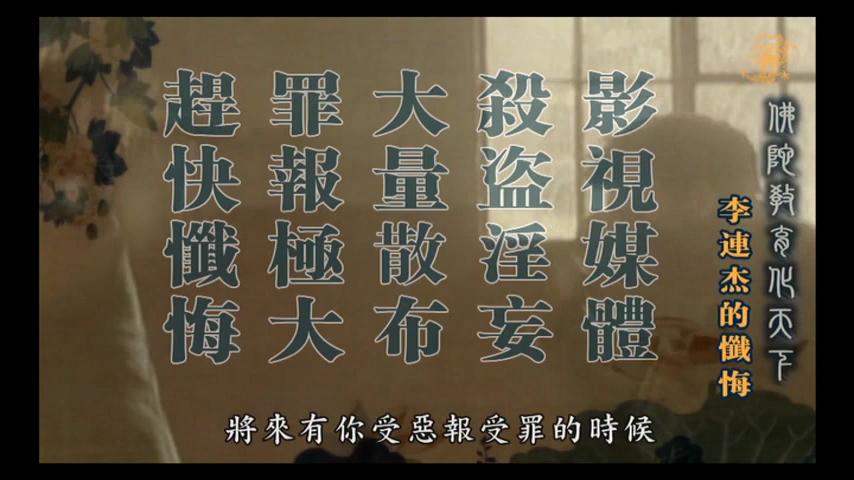 佛陀教育化天下
李連杰的懺悔
影視媒體
殺盜淫妄
大量散布
罪報極大
趕快懺悔
將來有你受惡報受罪的時候